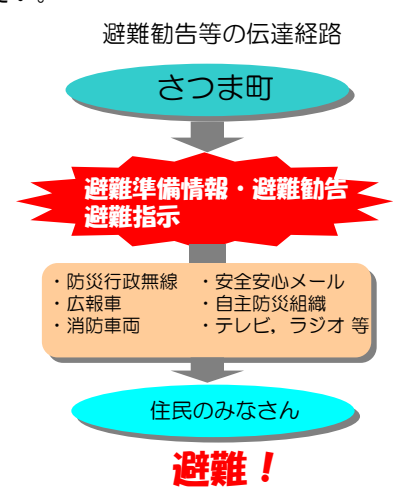 さい。
避難勧告等の伝達経路
さつま町
避難準備情報・避難勧告
避難指示
・防災行政無線 ・安全安心メール
・広報車 ・自主防災組織
・消防車両 ・テレビ，ラジオ 等
住民のみなさん
避難！